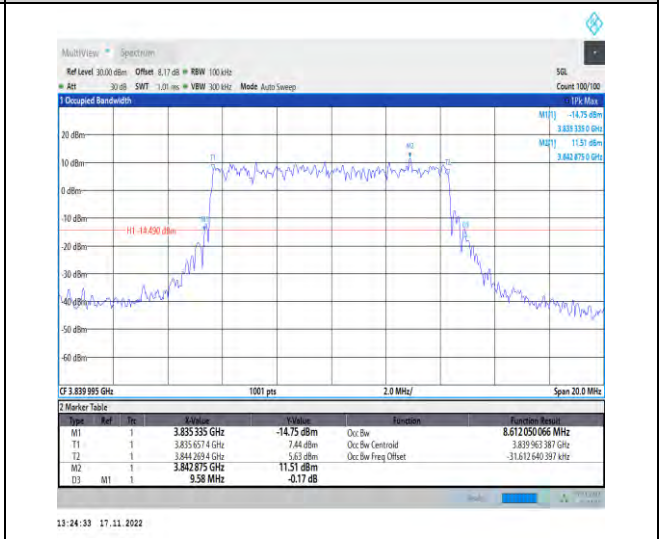 MultiView Spectrum
Ref Level 30.00 dBm Offset 8.17 dB RBW 100 kHz SGL
Att 30 dB SWT 1.01 ms VBW 300 kHz Mode Auto Sweep Count 100/100
1 Occupied Bandwidth 1Pk Max
M1[1] -14.75 dBm
3.835 335 0 GHz
M2[1] 11.51 dBm
3.842 875 0 GHz
20 dBm
M2
10 dBm
T1
T2
0 dBm
-10 dBm
H1 -14.490 dBm
-20 dBm
-30 dBm
-40 dBm
-50 dBm
-60 dBm
CF 3.839 995 GHz 1001 pts 2.0 MHz/ Span 20.0 MHz
2 Marker Table
Type Ref Trc X-Value Y-Value Function Function Result
M1 1 3.835 335 GHz -14.75 dBm Occ Bw 8.612 050 066 MHz
T1 1 3.835 657 4 GHz 7.44 dBm Occ Bw Centroid 3.839 963 387 GHz
T2 1 3.844 269 4 GHz 5.63 dBm Occ Bw Freq Offset -31.612 640 397 kHz
M2 1 3.842 875 GHz 11.51 dBm
D3 M1 1 9.58 MHz -0.17 dB
13:24:33 17.11.2022